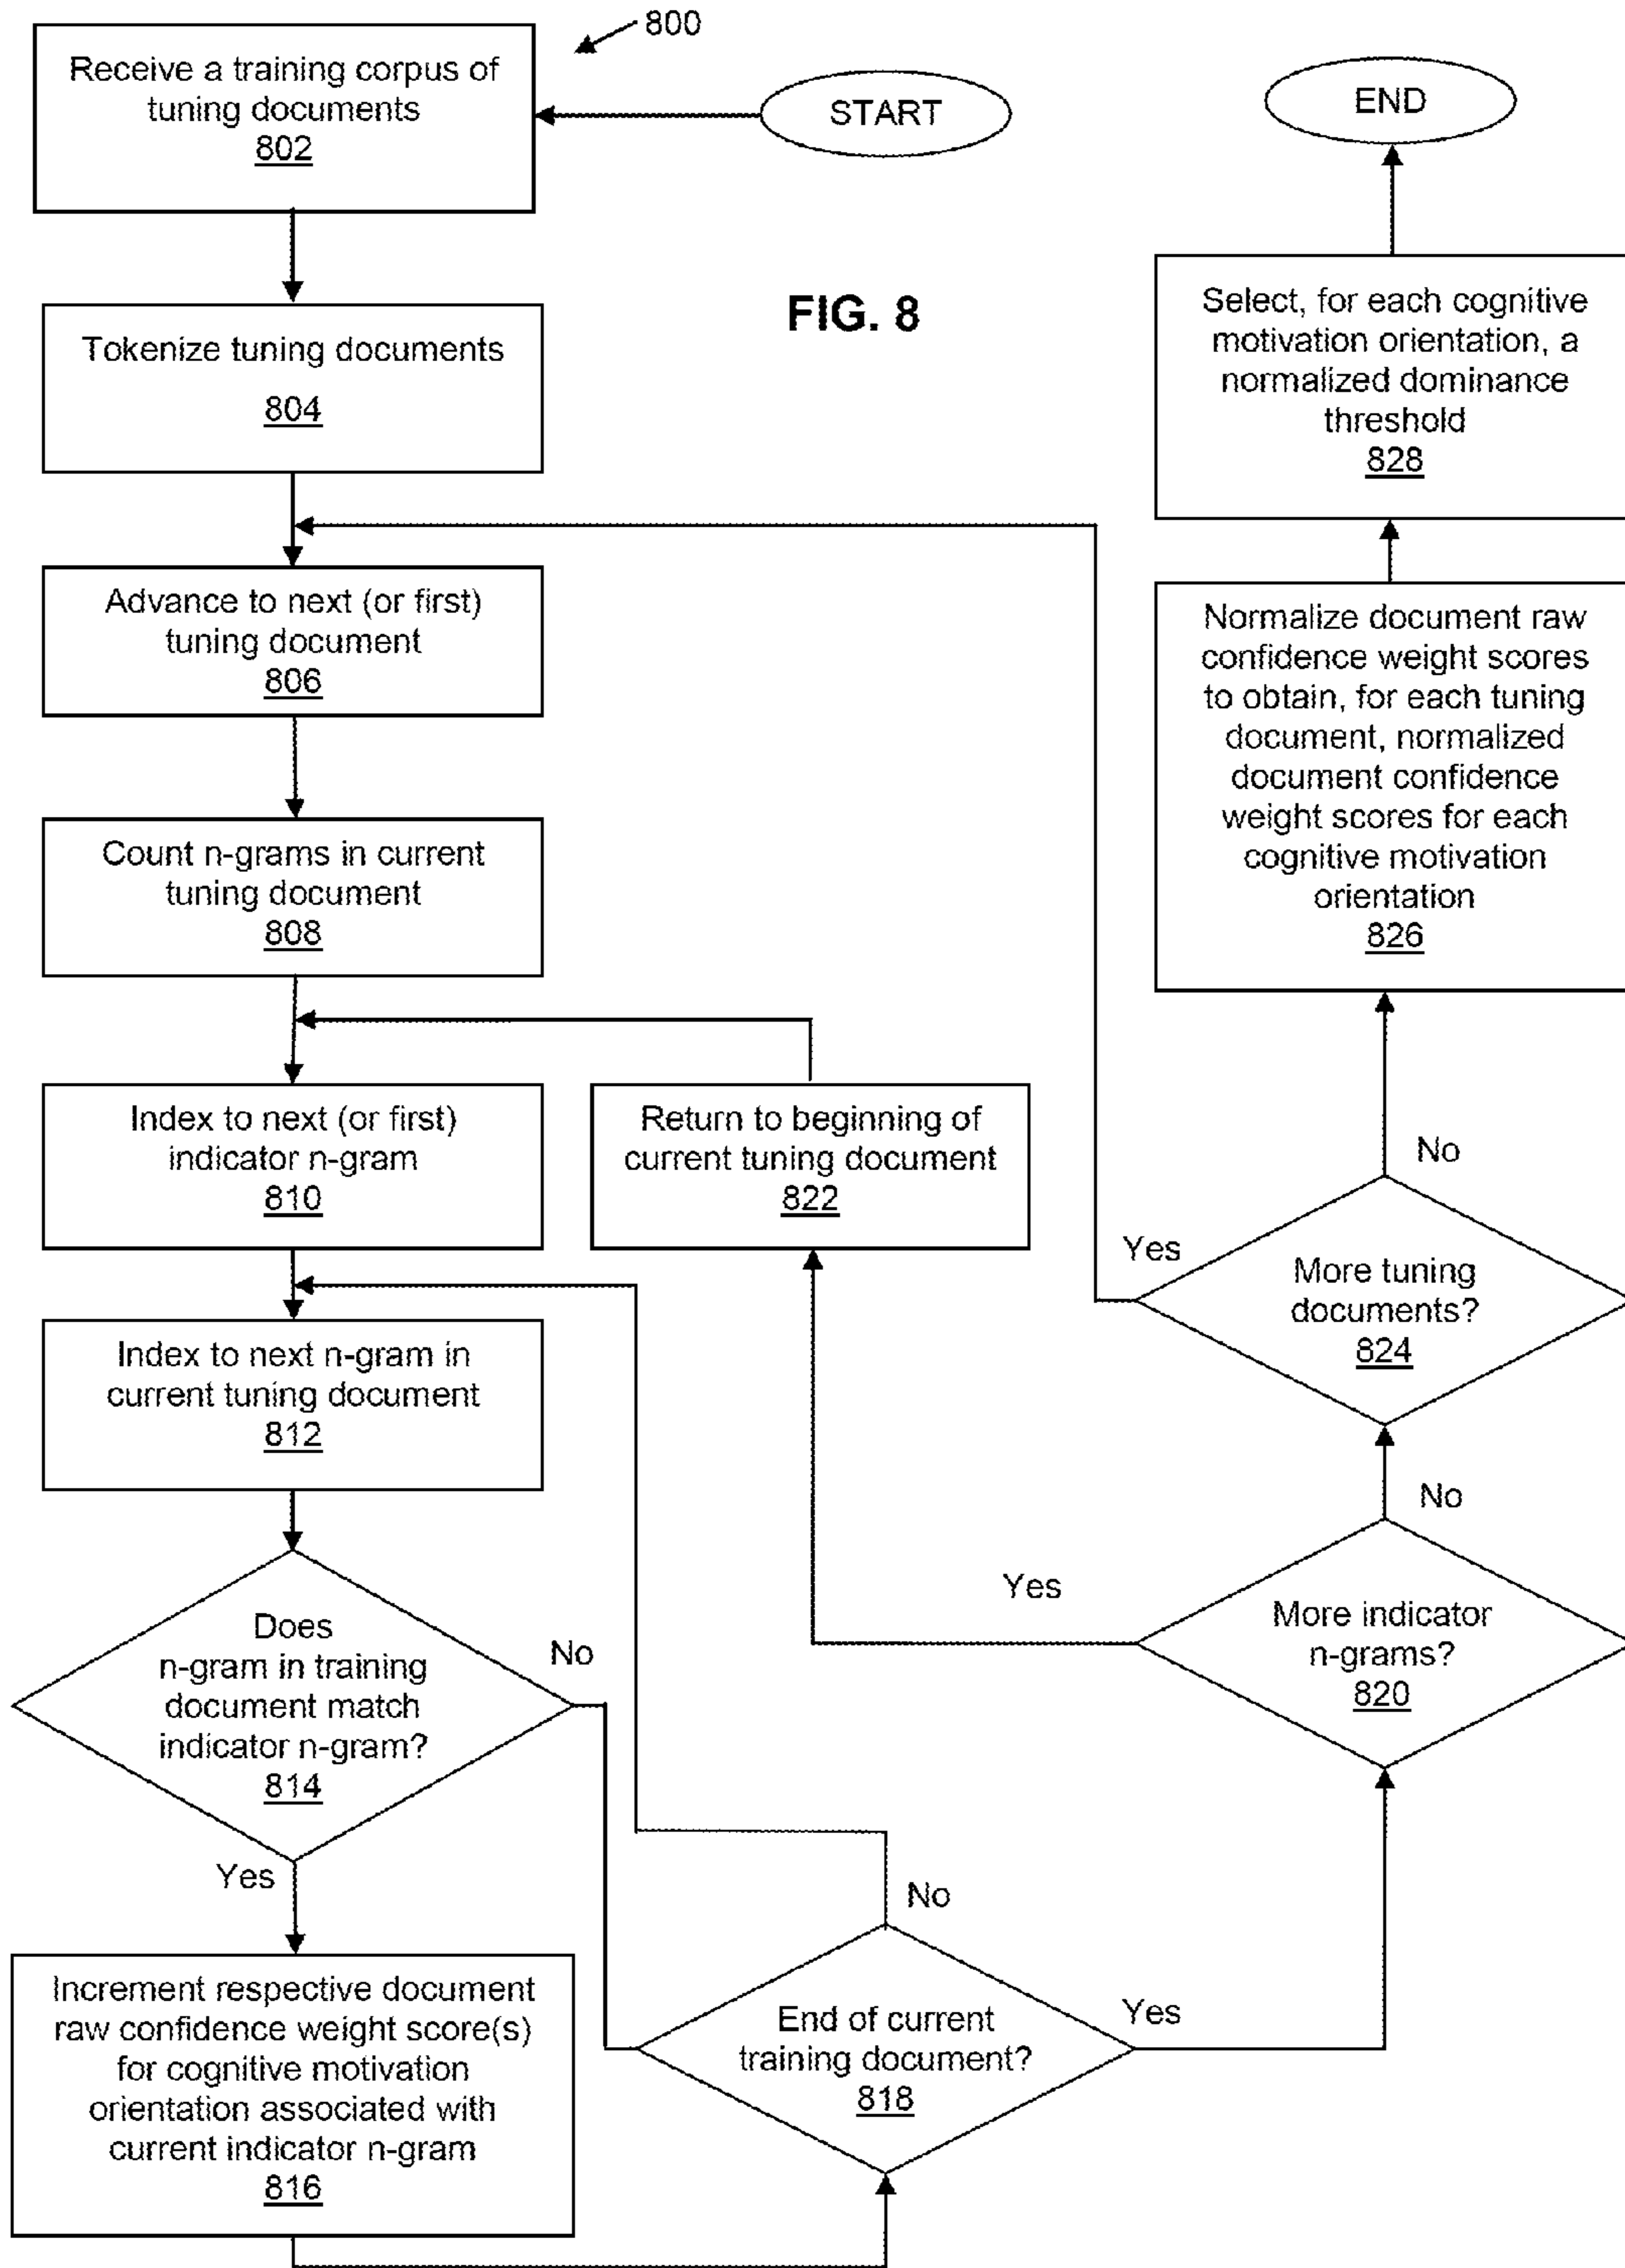 800
Receive a training corpus of
tuning documents
802
START
END
FIG. 8
Tokenize tuning documents
804
Advance to next (or first)
tuning document
806
Count n-grams in current
tuning document
808
Index to next (or first)
indicator n-gram
810
Return to beginning of
current tuning document
822
Index to next n-gram in
current tuning document
812
Does
n-gram in training
document match
indicator n-gram?
814
No
Yes
Increment respective document
raw confidence weight score(s)
for cognitive motivation
orientation associated with
current indicator n-gram
816
End of current
training document?
818
No
Yes
More indicator
n-grams?
820
Yes
No
More tuning
documents?
824
Yes
No
Normalize document raw
confidence weight scores
to obtain, for each tuning
document, normalized
document confidence
weight scores for each
cognitive motivation
orientation
826
Select, for each cognitive
motivation orientation, a
normalized dominance
threshold
828